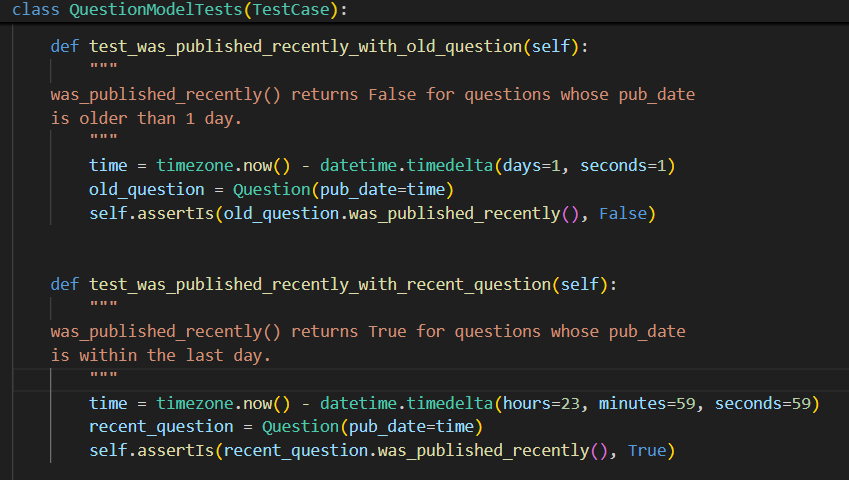 class QuestionModelTests(TestCase):
def test_was_published_recently_with_old_question(self):
"""
was_published_recently() returns False for questions whose pub_date
is older than 1 day.
"""
time = timezone.now() - datetime.timedelta(days=1, seconds=1)
old_question = Question(pub_date=time)
self.assertIs(old_question.was_published_recently(), False)
def test_was_published_recently_with_recent_question(self):
"""
was_published_recently() returns True for questions whose pub_date
is within the last day.
"""
time = timezone.now() - datetime.timedelta(hours=23, minutes=59, seconds=59)
recent_question = Question(pub_date=time)
self.assertIs(recent_question.was_published_recently(), True)